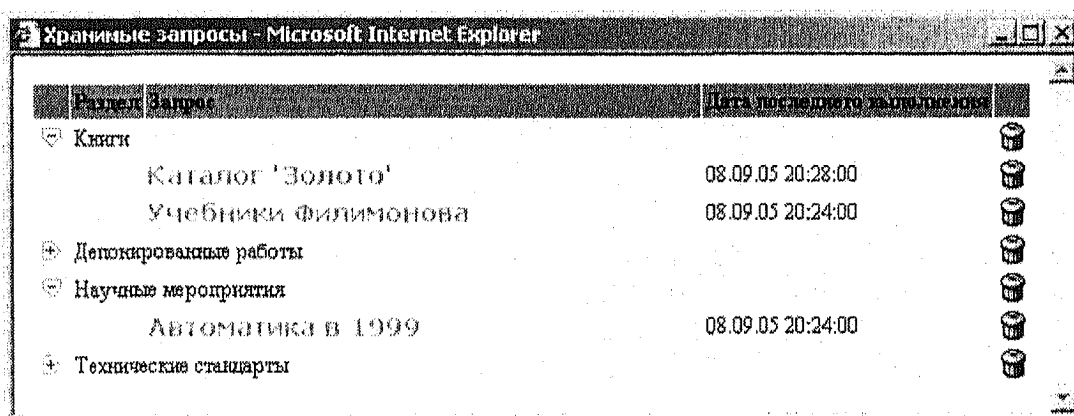 Хранимые запросы - Microsoft Internet Explorer
Раздел Запрос Дата последнего выполнения
Книги
Каталог 'Золото' 08.09.05 20:28:00
Учебники Филимонова 08.09.05 20:24:00
Депонированные работы
Научные мероприятия
Автоматика в 1999 08.09.05 20:24:00
Технические стандарты